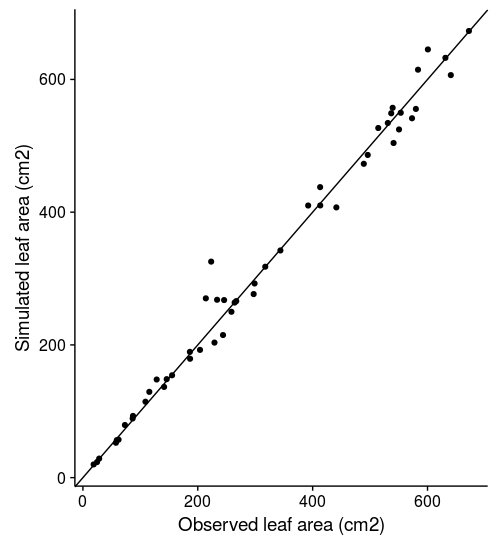 Simulated leaf area (cm2)
600
400
200
0
0 200 400 600
Observed leaf area (cm2)